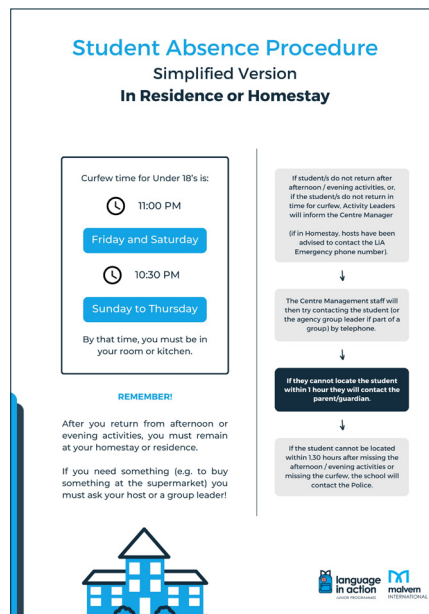 Student Absence Procedure
Simplified Version
In Residence or Homestay
Curfew time for Under 18's is:
11:00 PM
Friday and Saturday
10:30 PM
Sunday to Thursday
By that time, you must be in
your room or kitchen.
REMEMBER!
After you return from afternoon or
evening activities, you must remain
at your homestay or residence.
If you need something (e.g. to buy
something at the supermarket) you
must ask your host or a group leader!
If student/s do not return after
afternoon / evening activities, or,
if the student/s do not return in
time for curfew, Activity Leaders
will inform the Centre Manager
(if in Homestay, hosts have been
advised to contact the LIA
Emergency phone number).
The Centre Management staff will
then try contacting the student (or
the agency group leader if part of a
group) by telephone.
If they cannot locate the student
within 1 hour they will contact the
parent/guardian.
If the student cannot be located
within 1.30 hours after missing the
afternoon / evening activities or
missing the curfew, the school will
contact the Police.
language
in action
JUNIOR PROGRAMMES
malvern
INTERNATIONAL